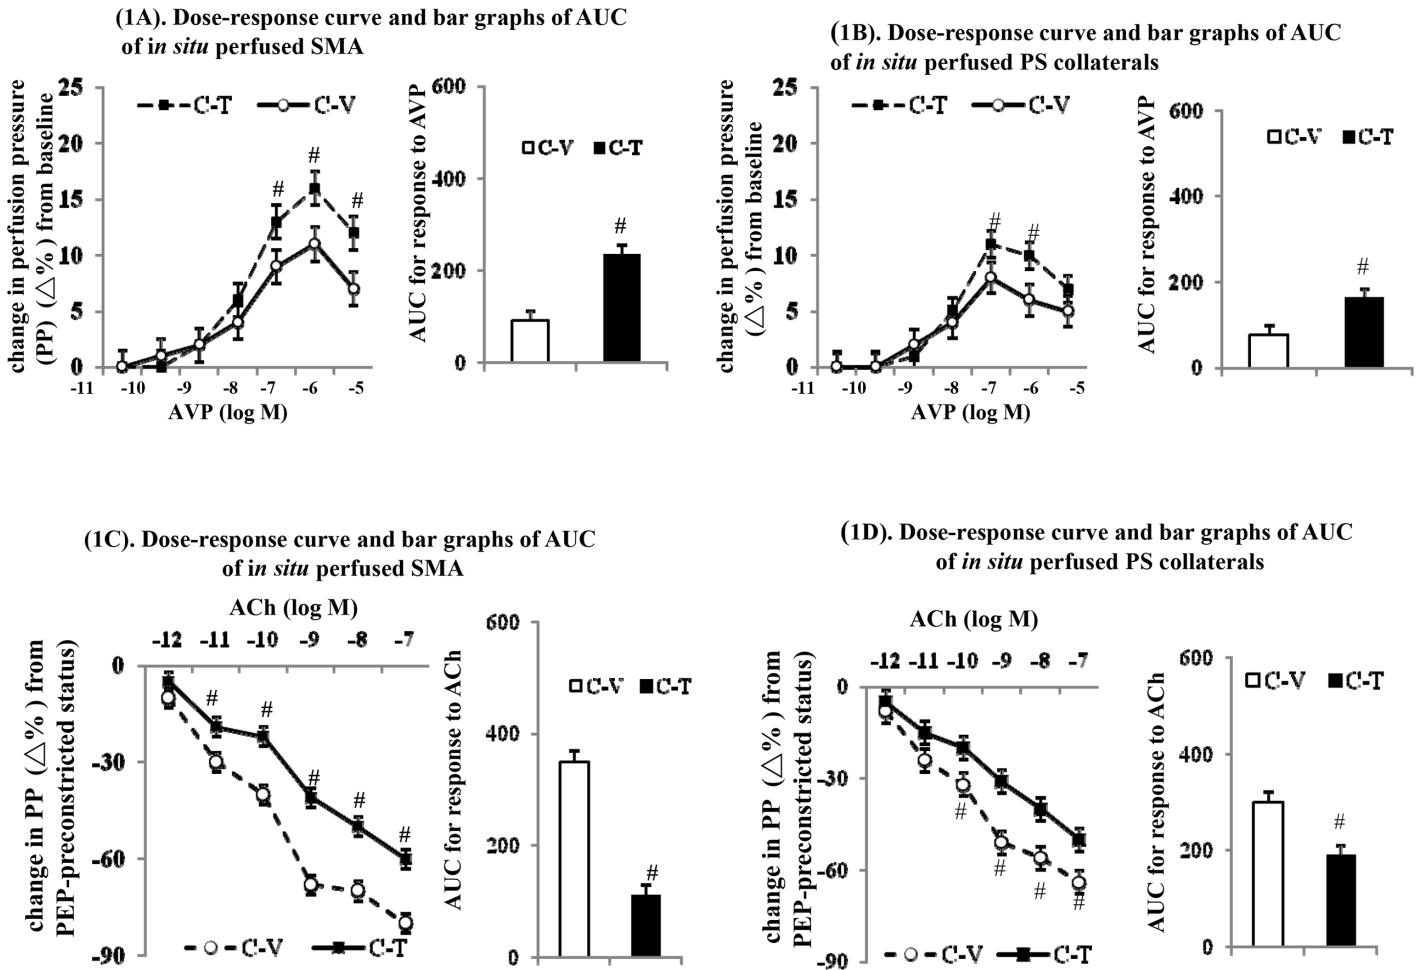 (1A). Dose-response curve and bar graphs of AUC
of in situ perfused SMA
change in perfusion pressure
(PP) (△%) from baseline
25
20
15
10
5
0
C-T
C-V
#
#
#
-11
-10
-9
-8
-7
-6
-5
AVP (log M)
AUC for response to AVP
600
400
200
0
C-V
C-T
#
(1B). Dose-response curve and bar graphs of AUC
of in situ perfused PS collaterals
change in perfusion pressure
(△%) from baseline
25
20
15
10
5
0
C-T
C-V
#
#
-11
-10
-9
-8
-7
-6
-5
AVP (log M)
AUC for response to AVP
600
400
200
0
C-V
C-T
#
(1C). Dose-response curve and bar graphs of AUC
of in situ perfused SMA
ACh (log M)
-12
-11
-10
-9
-8
-7
change in PP (△%) from
PEP-preconstricted status)
0
-30
-60
-90
#
#
#
#
#
C-V
C-T
AUC for response to ACh
600
400
200
0
C-V
C-T
#
(1D). Dose-response curve and bar graphs of AUC
of in situ perfused PS collaterals
ACh (log M)
-12
-11
-10
-9
-8
-7
change in PP (△%) from
PEP-preconstricted status)
0
-30
-60
-90
#
#
#
#
C-V
C-T
AUC for response to ACh
600
400
200
0
C-V
C-T
#